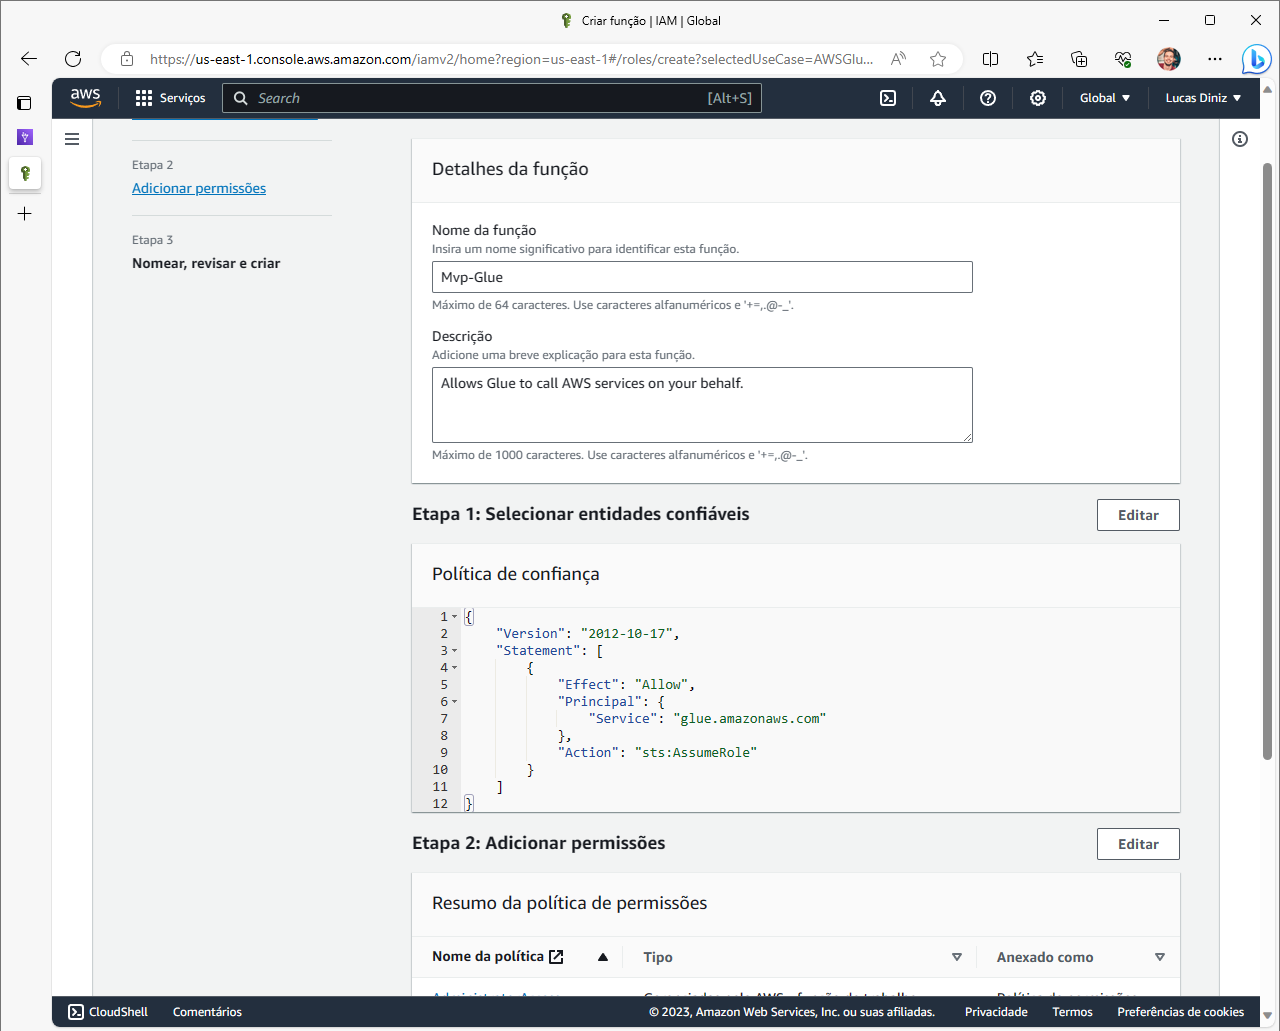 Criar função | IAM | Global
https://us-east-1.console.aws.amazon.com/iamv2/home?region=us-east-1#/roles/create?selectedUseCase=AWSGlu...
aws
Serviços
Search
[Alt+S]
Global
Lucas Diniz
Etapa 2
Adicionar permissões
Etapa 3
Nomear, revisar e criar
Detalhes da função
Nome da função
Insira um nome significativo para identificar esta função.
Mvp-Glue
Máximo de 64 caracteres. Use caracteres alfanuméricos e '+=,.@-_'.
Descrição
Adicione uma breve explicação para esta função.
Allows Glue to call AWS services on your behalf.
Máximo de 1000 caracteres. Use caracteres alfanuméricos e '+=,.@-_'.
Etapa 1: Selecionar entidades confiáveis
Editar
Política de confiança
1 {
2 "Version": "2012-10-17",
3 "Statement": [
4 {
5 "Effect": "Allow",
6 "Principal": {
7 "Service": "glue.amazonaws.com"
8 },
9 "Action": "sts:AssumeRole"
10 }
11 ]
12 }
Etapa 2: Adicionar permissões
Editar
Resumo da política de permissões
Nome da política
Tipo
Anexado como
CloudShell
Comentários
© 2023, Amazon Web Services, Inc. ou suas afiliadas.
Privacidade
Termos
Preferências de cookies